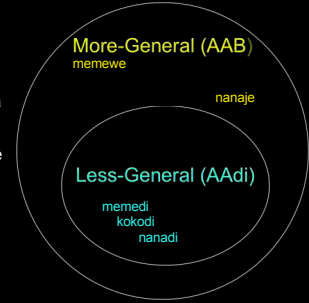 More-General (AAB)
memewe
nanaje
e
Less-General (AAdi)
memedi
kokodi
nanadi